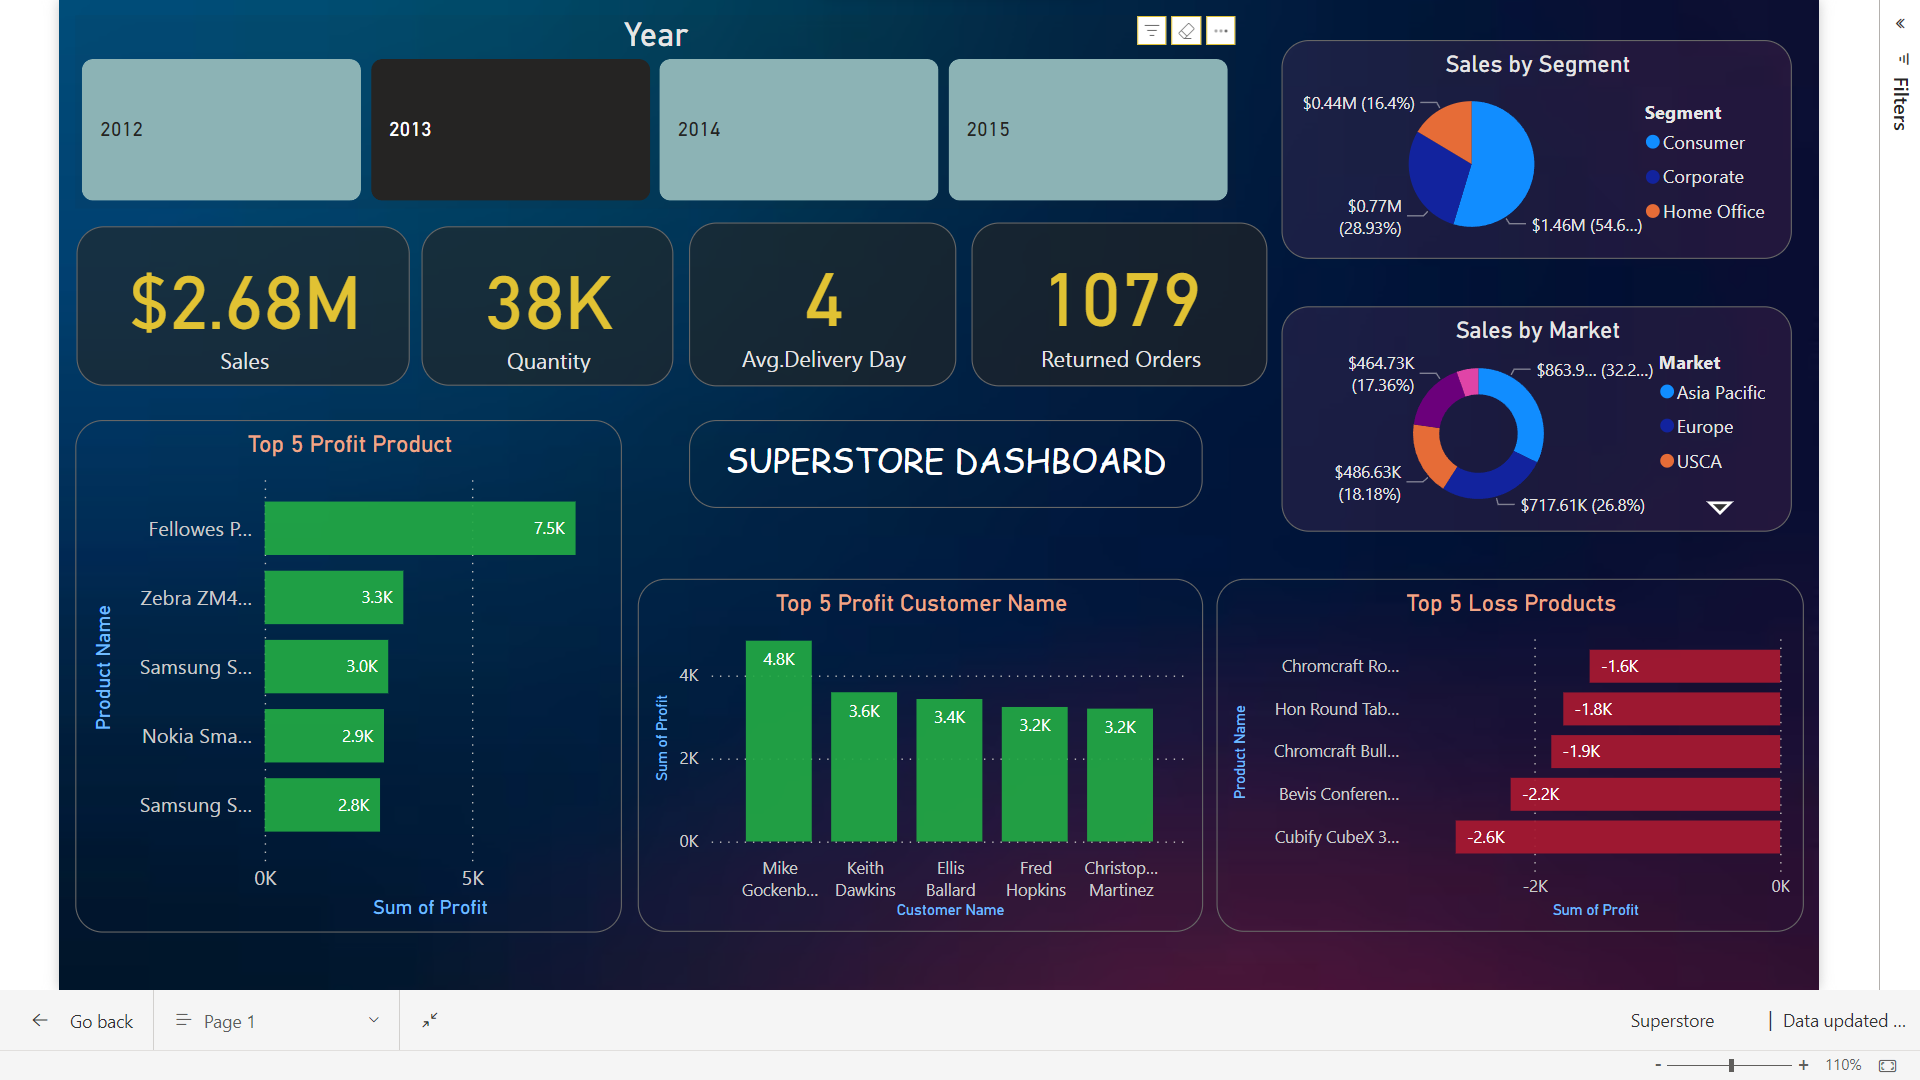 Year
2012
2013
2014
2015
$2.68M
Sales
38K
Quantity
4
Avg.Delivery Day
1079
Returned Orders
Sales by Segment
$0.44M (16.4%)
$0.77M
(28.93%)
$1.46M (54.6...)
Segment
Consumer
Corporate
Home Office
Sales by Market
$464.73K
(17.36%)
$863.9... (32.2...)
$486.63K
(18.18%)
$717.61K (26.8%)
Market
Asia Pacific
Europe
USCA
SUPERSTORE DASHBOARD
Top 5 Profit Product
Product Name
Fellowes P...
7.5K
Zebra ZM4...
3.3K
Samsung S...
3.0K
Nokia Sma...
2.9K
Samsung S...
2.8K
0K
5K
Sum of Profit
Top 5 Profit Customer Name
Sum of Profit
4K
2K
0K
4.8K
3.6K
3.4K
3.2K
3.2K
Mike
Gockenb...
Keith
Dawkins
Ellis
Ballard
Fred
Hopkins
Christop...
Martinez
Customer Name
Top 5 Loss Products
Product Name
Chromcraft Ro...
-1.6K
Hon Round Tab...
-1.8K
Chromcraft Bull...
-1.9K
Bevis Conferen...
-2.2K
Cubify CubeX 3...
-2.6K
-2K
0K
Sum of Profit
Filters
Go back
Page 1
Superstore
| Data updated ...
- + 110%